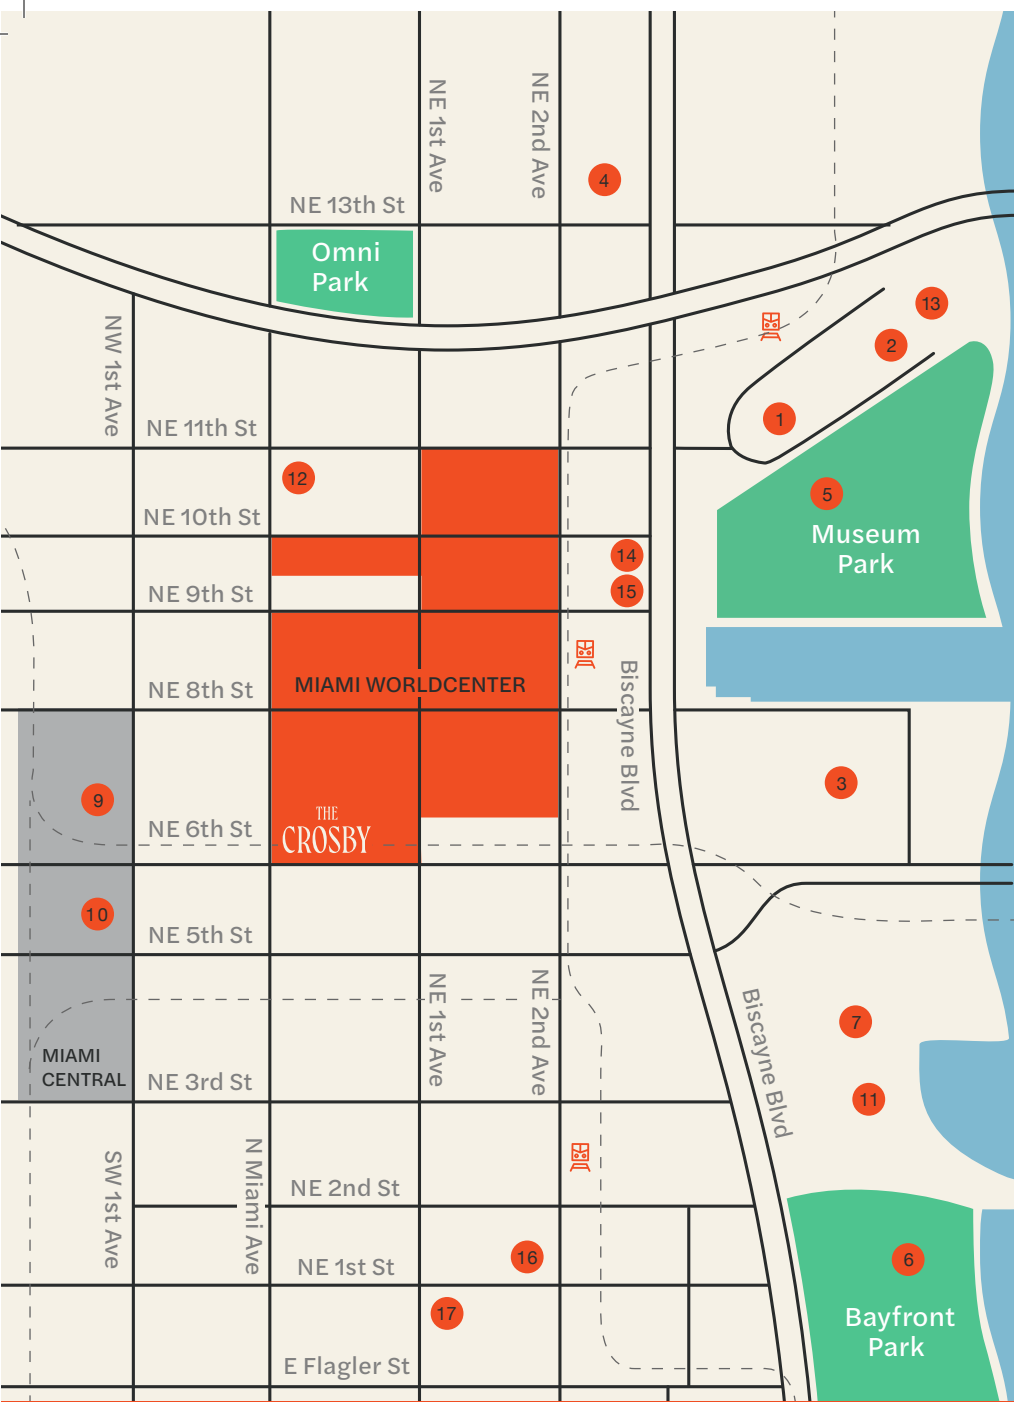 NE 1st Ave
NE 2nd Ave
4
NE 13th St
Omni
Park
13
2
1
NW 1st Ave
NE 11th St
12
5
Museum
Park
NE 10th St
14
15
NE 9th St
MIAMI WORLDCENTER
NE 8th St
Biscayne Blvd
3
9
NE 6th St
THE
CROSBY
10
NE 5th St
NE 1st Ave
NE 2nd Ave
Biscayne Blvd
7
11
MIAMI
CENTRAL
NE 3rd St
SW 1st Ave
N Miami Ave
NE 2nd St
16
6
NE 1st St
17
Bayfront
Park
E Flagler St